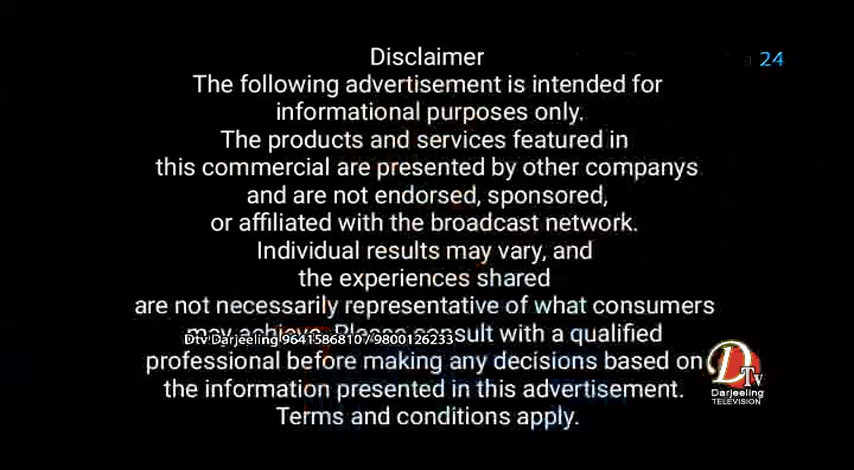 Disclaimer
24
The following advertisement is intended for
informational purposes only.
The products and services featured in
this commercial are presented by other companys
and are not endorsed, sponsored,
or affiliated with the broadcast network.
Individual results may vary, and
the experiences shared
are not necessarily representative of what consumers
may achieve. Please consult with a qualified
Dtv Darjeeling 9641586810 / 9800126233
professional before making any decisions based on
the information presented in this advertisement.
Terms and conditions apply.
DTv
Darjeeling
TELEVISION